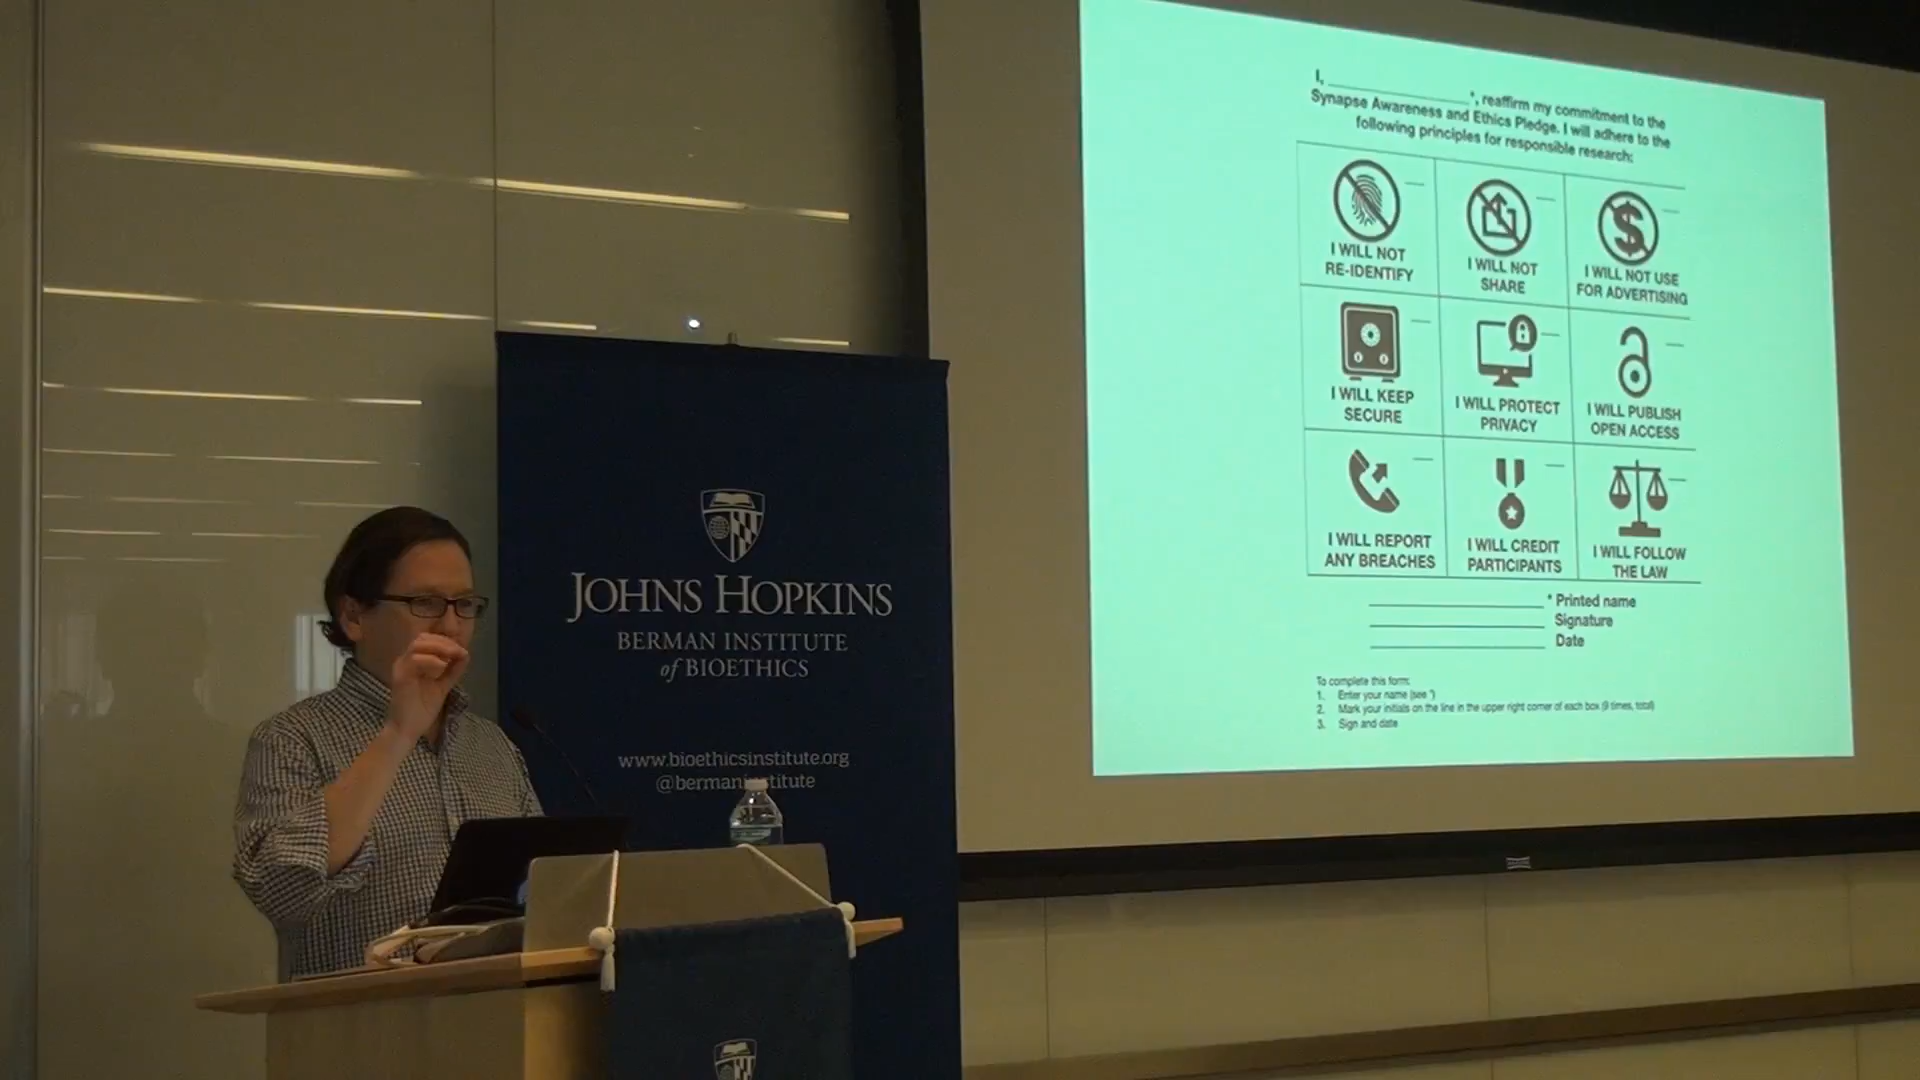 JOHNS HOPKINS
BERMAN INSTITUTE
of BIOETHICS
www.bioethicsinstitute.org
@bermaninstitute
I, ____________________*, reaffirm my commitment to the
Synapse Awareness and Ethics Pledge. I will adhere to the
following principles for responsible research:
I WILL NOT
RE-IDENTIFY
I WILL NOT
SHARE
I WILL NOT USE
FOR ADVERTISING
I WILL KEEP
SECURE
I WILL PROTECT
PRIVACY
I WILL PUBLISH
OPEN ACCESS
I WILL REPORT
ANY BREACHES
I WILL CREDIT
PARTICIPANTS
I WILL FOLLOW
THE LAW
* Printed name
Signature
Date
To complete this form:
1. Enter your name (see *)
2. Mark your initials on the line in the upper right corner of each box (9 times, total)
3. Sign and date